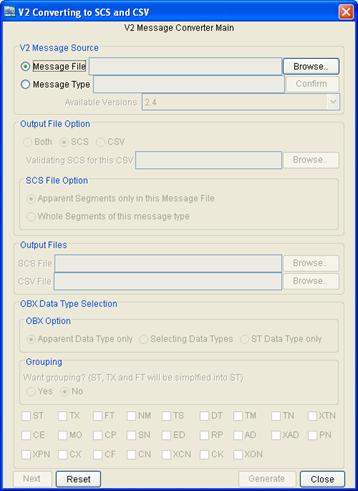 V2 Converting to SCS and CSV
V2 Message Converter Main
V2 Message Source
Message File Browse..
Message Type Confirm
Available Versions 2.4
Output File Option
Both SCS CSV
Validating SCS for this CSV Browse..
SCS File Option
Apparent Segments only in this Message File
Whole Segments of this message type
Output Files
SCS File Browse..
CSV File Browse..
OBX Data Type Selection
OBX Option
Apparent Data Type only Selecting Data Types ST Data Type only
Grouping
Want grouping? (ST, TX and FT will be simplfied into ST)
Yes No
ST TX FT NM TS DT TM TN XTN
CE MO CP SN ED RP AD XAD PN
XPN CX CF CN XCN CK XON
Next Reset Generate Close